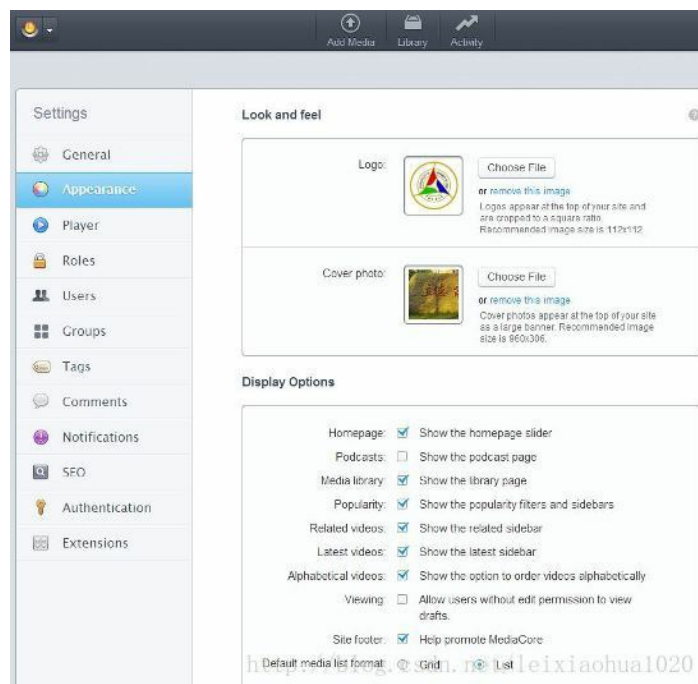 Add Media Library Activity
Settings
General
Appearance
Player
Roles
Users
Groups
Tags
Comments
Notifications
SEO
Authentication
Extensions
Look and feel
Logo:
Choose File
or remove this image
Logos appear at the top of your site and
are cropped to a square ratio.
Recommended image size is 112x112.
Cover photo:
Choose File
or remove this image
Cover photos appear at the top of your site
as a large banner. Recommended image
size is 960x306.
Display Options
Homepage: Show the homepage slider
Podcasts: Show the podcast page
Media library: Show the library page
Popularity: Show the popularity filters and sidebars
Related videos: Show the related sidebar
Latest videos: Show the latest sidebar
Alphabetical videos: Show the option to order videos alphabetically
Viewing: Allow users without edit permission to view
drafts.
Site footer: Help promote MediaCore
Default media list format: Grid List
http://blog.csdn.net/leixiaohua1020